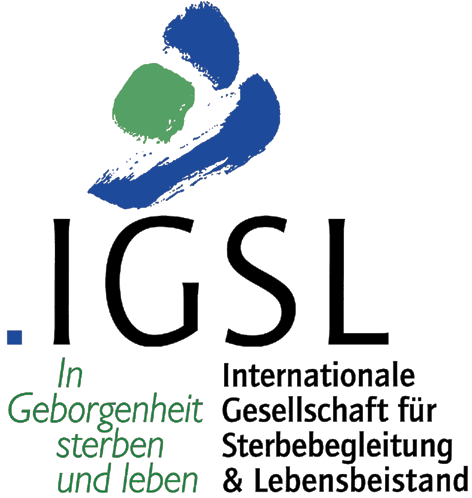 .IGSL
In
Geborgenheit
sterben
und leben
Internationale
Gesellschaft für
Sterbebegleitung
& Lebensbeistand